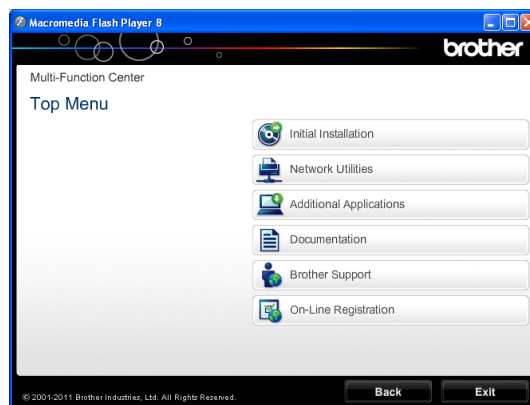 Macromedia Flash Player 8
brother
Multi-Function Center
Top Menu
Initial Installation
Network Utilities
Additional Applications
Documentation
Brother Support
On-Line Registration
© 2001-2011 Brother Industries, Ltd. All Rights Reserved.
Back
Exit